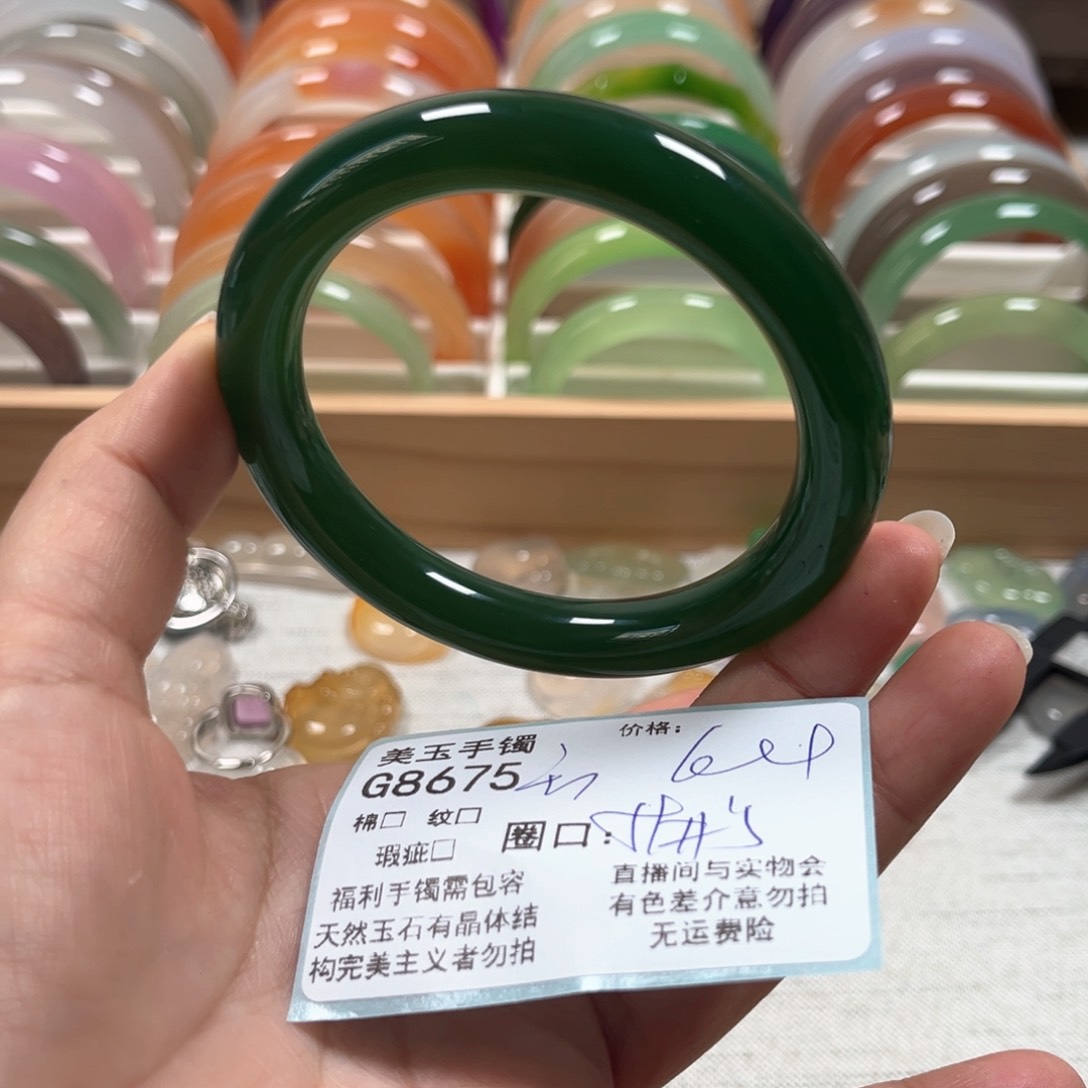 美玉手镯
价格:
G8675
棉□ 纹□
圈口:
瑕疵□
福利手镯需包容
天然玉石有晶体结
构完美主义者勿拍
直播间与实物会
有色差介意勿拍
无运费险